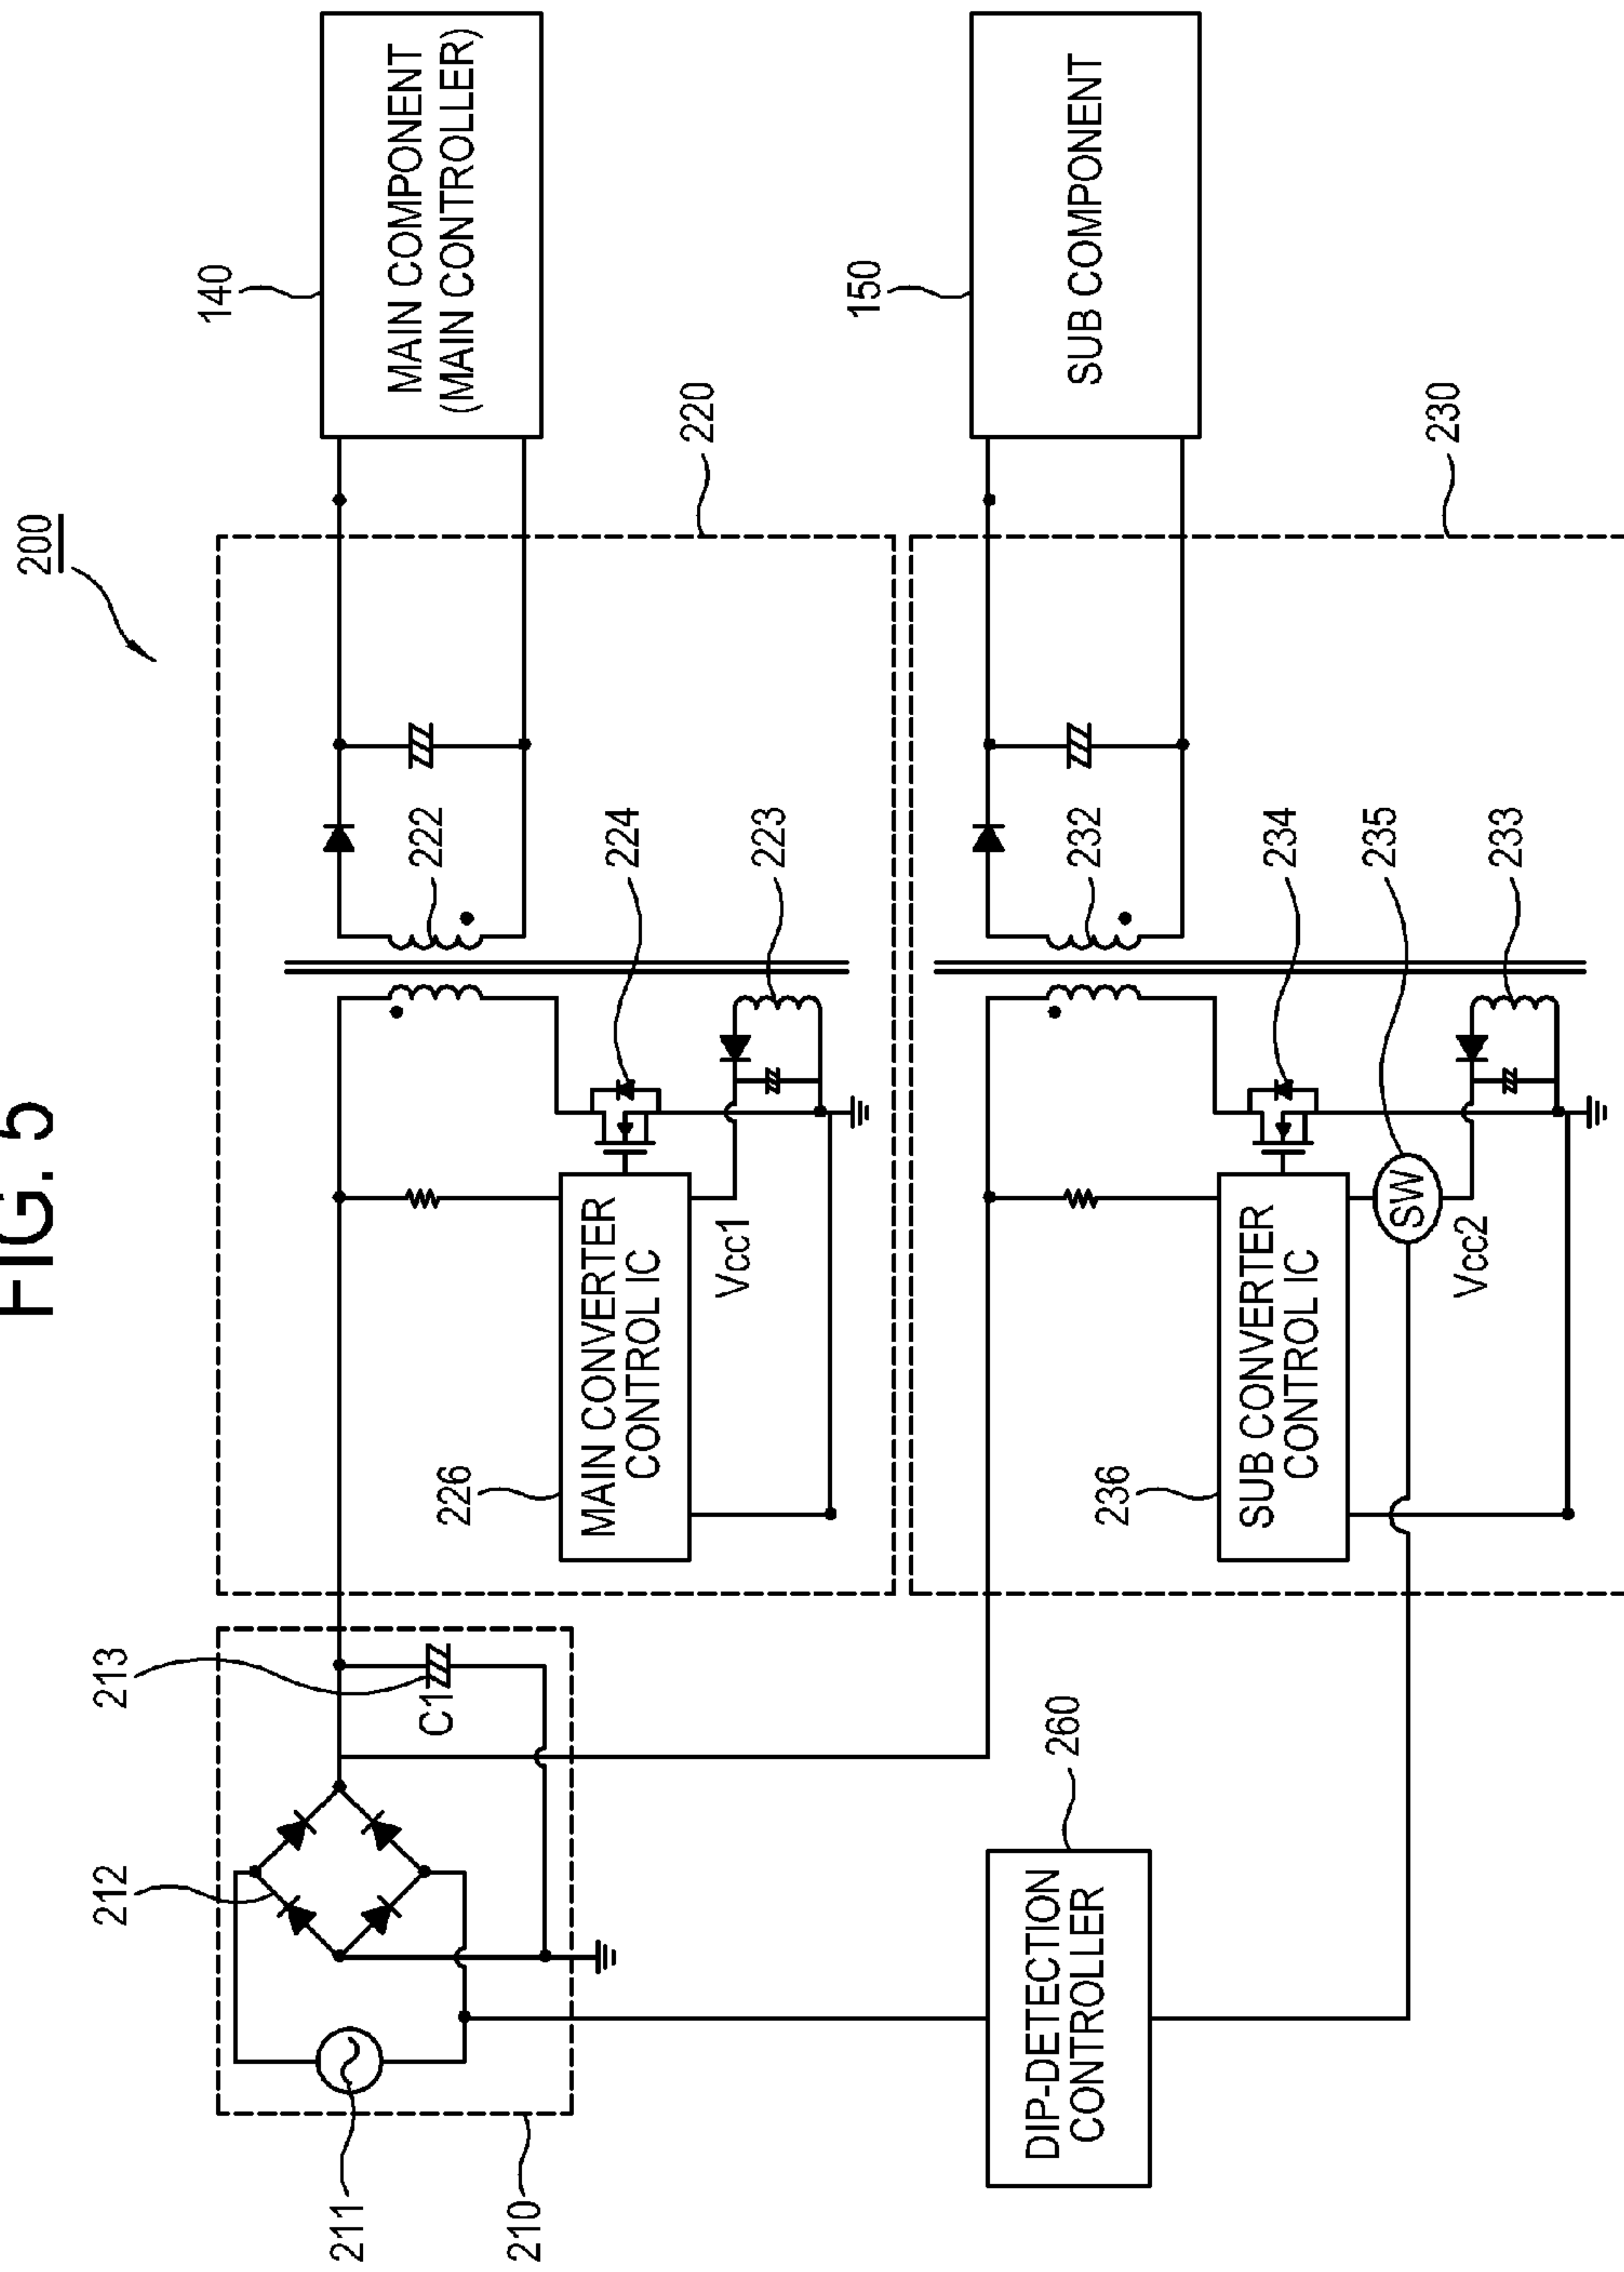 FIG. 5
200
211
212
213
C1
210
226
MAIN CONVERTER
CONTROL IC
Vcc1
222
224
223
220
140
MAIN COMPONENT
(MAIN CONTROLLER)
260
DIP-DETECTION
CONTROLLER
236
SUB CONVERTER
CONTROL IC
SW
Vcc2
232
234
235
233
230
150
SUB COMPONENT